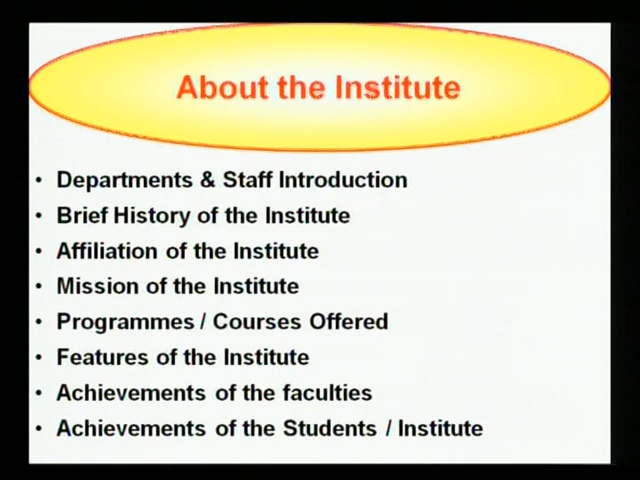 About the Institute
• Departments & Staff Introduction
• Brief History of the Institute
• Affiliation of the Institute
• Mission of the Institute
• Programmes / Courses Offered
• Features of the Institute
• Achievements of the faculties
• Achievements of the Students / Institute